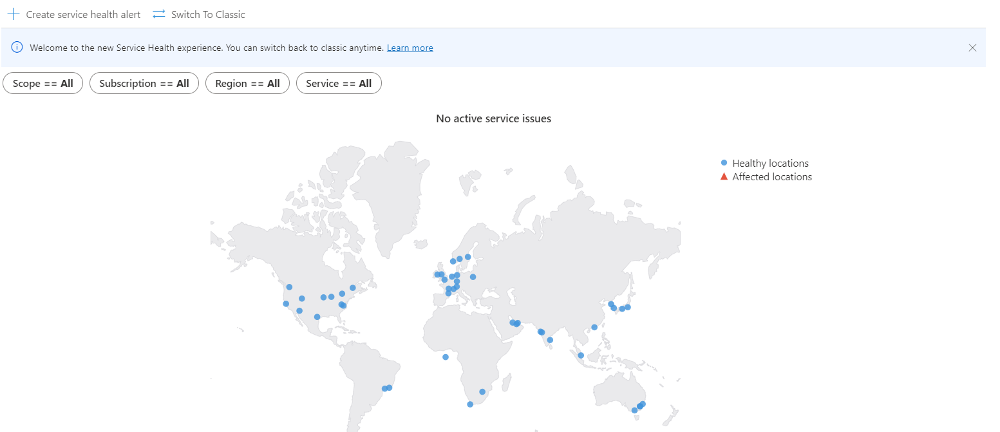 Create service health alert Switch To Classic
Welcome to the new Service Health experience. You can switch back to classic anytime. Learn more
Scope == All Subscription == All Region == All Service == All
No active service issues
Healthy locations
Affected locations